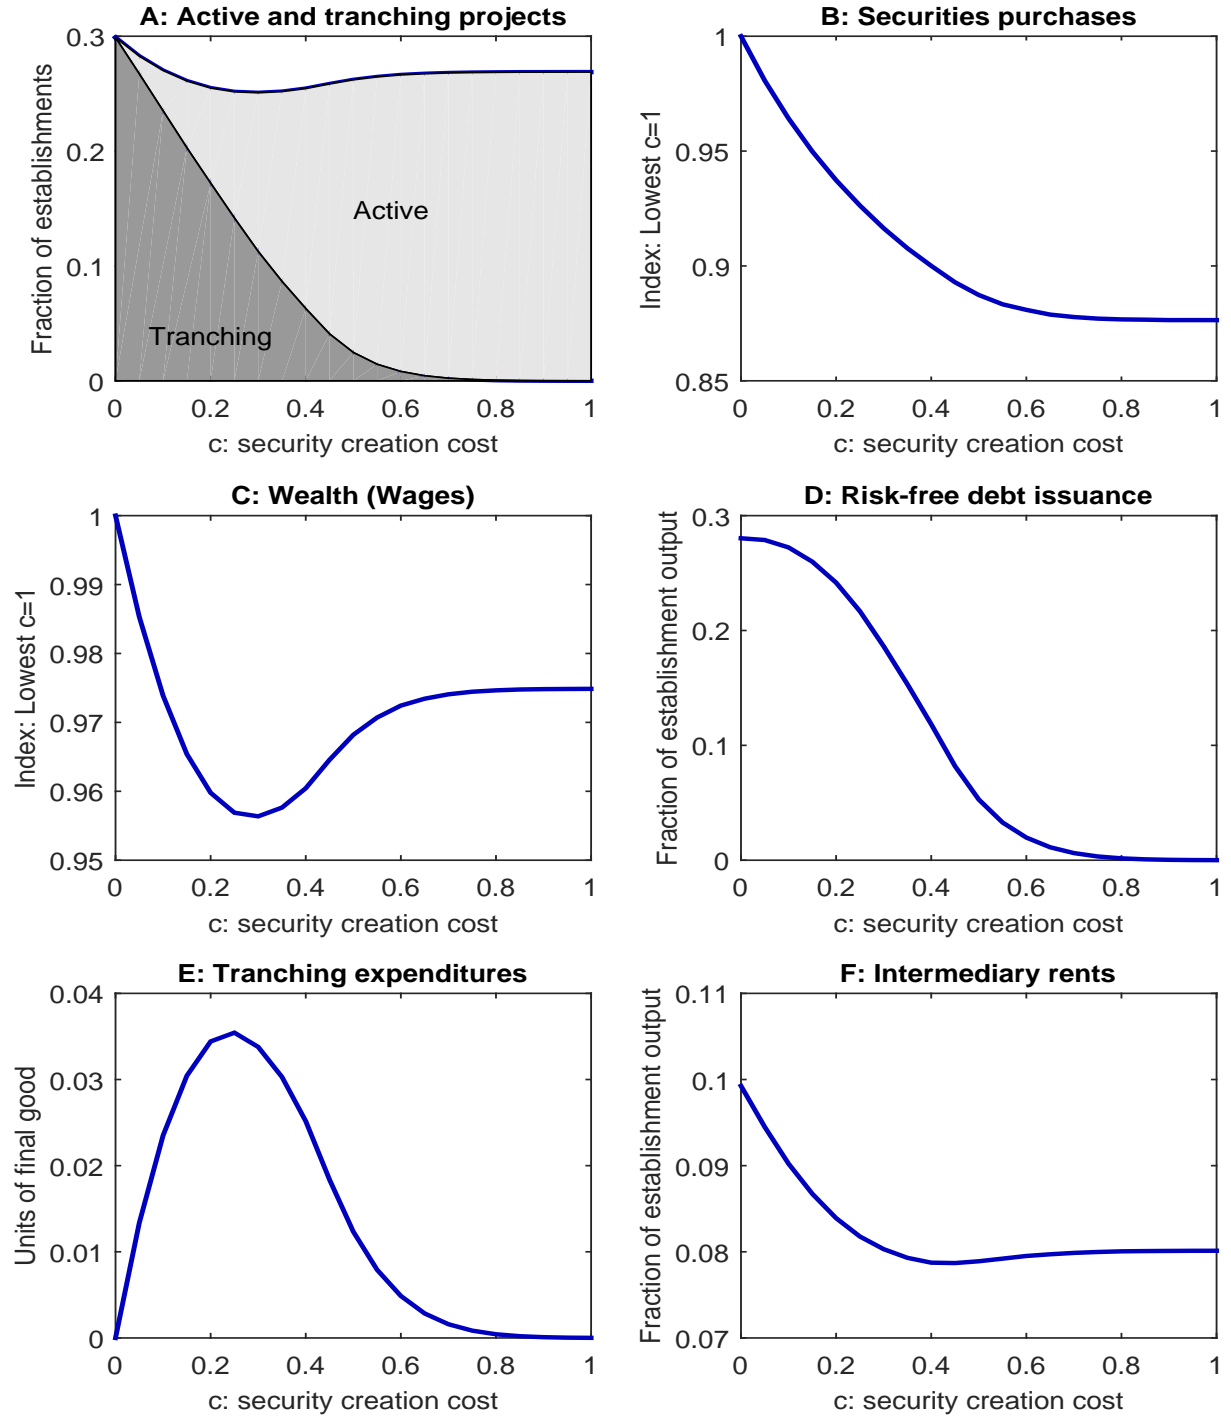 A: Active and tranching projects
Fraction of establishments
0.3
0.2
0.1
0
Active
Tranching
0 0.2 0.4 0.6 0.8 1
c: security creation cost
B: Securities purchases
Index: Lowest c=1
1
0.95
0.9
0.85
0 0.2 0.4 0.6 0.8 1
c: security creation cost
C: Wealth (Wages)
Index: Lowest c=1
1
0.99
0.98
0.97
0.96
0.95
0 0.2 0.4 0.6 0.8 1
c: security creation cost
D: Risk-free debt issuance
Fraction of establishment output
0.3
0.2
0.1
0
0 0.2 0.4 0.6 0.8 1
c: security creation cost
E: Tranching expenditures
Units of final good
0.04
0.03
0.02
0.01
0
0 0.2 0.4 0.6 0.8 1
c: security creation cost
F: Intermediary rents
Fraction of establishment output
0.11
0.1
0.09
0.08
0.07
0 0.2 0.4 0.6 0.8 1
c: security creation cost